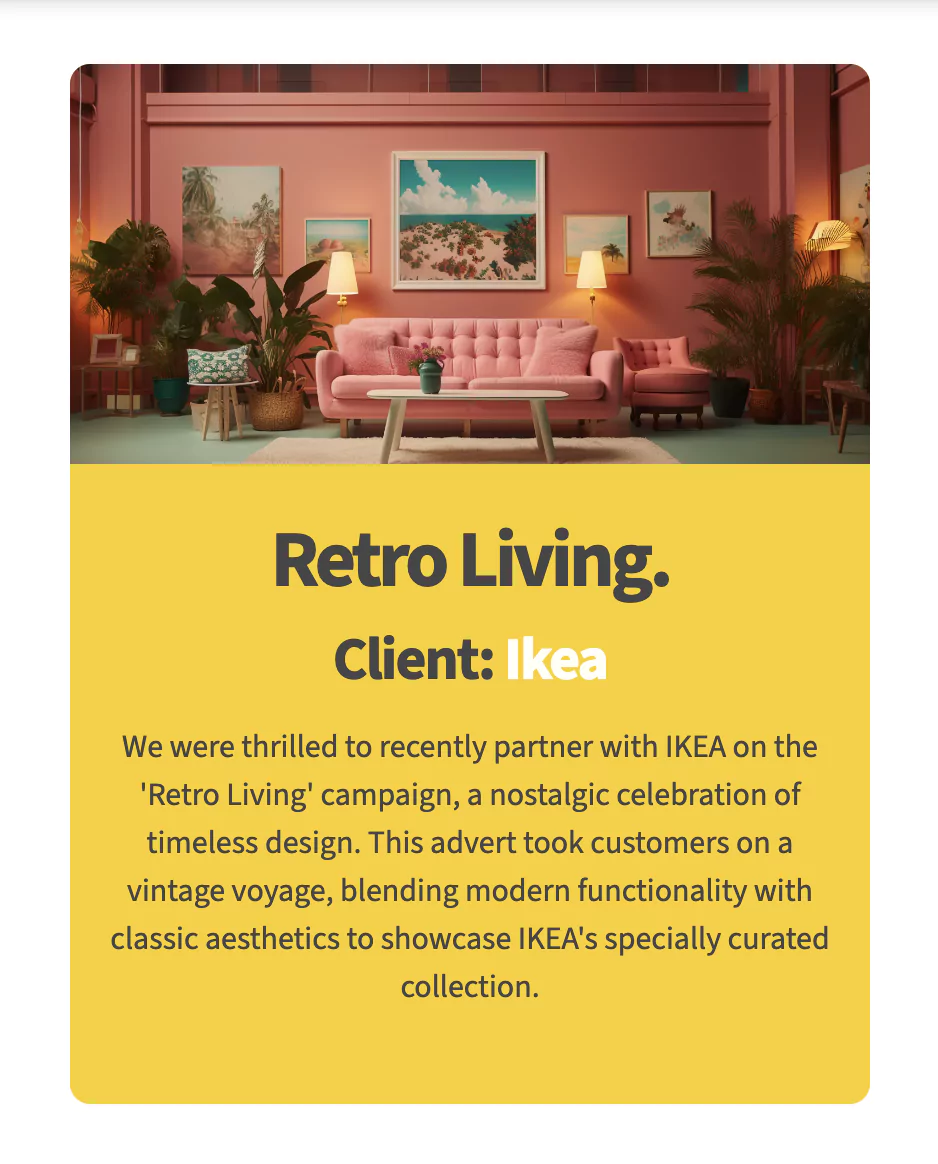 Retro Living.
Client: Ikea
We were thrilled to recently partner with IKEA on the
'Retro Living' campaign, a nostalgic celebration of
timeless design. This advert took customers on a
vintage voyage, blending modern functionality with
classic aesthetics to showcase IKEA's specially curated
collection.